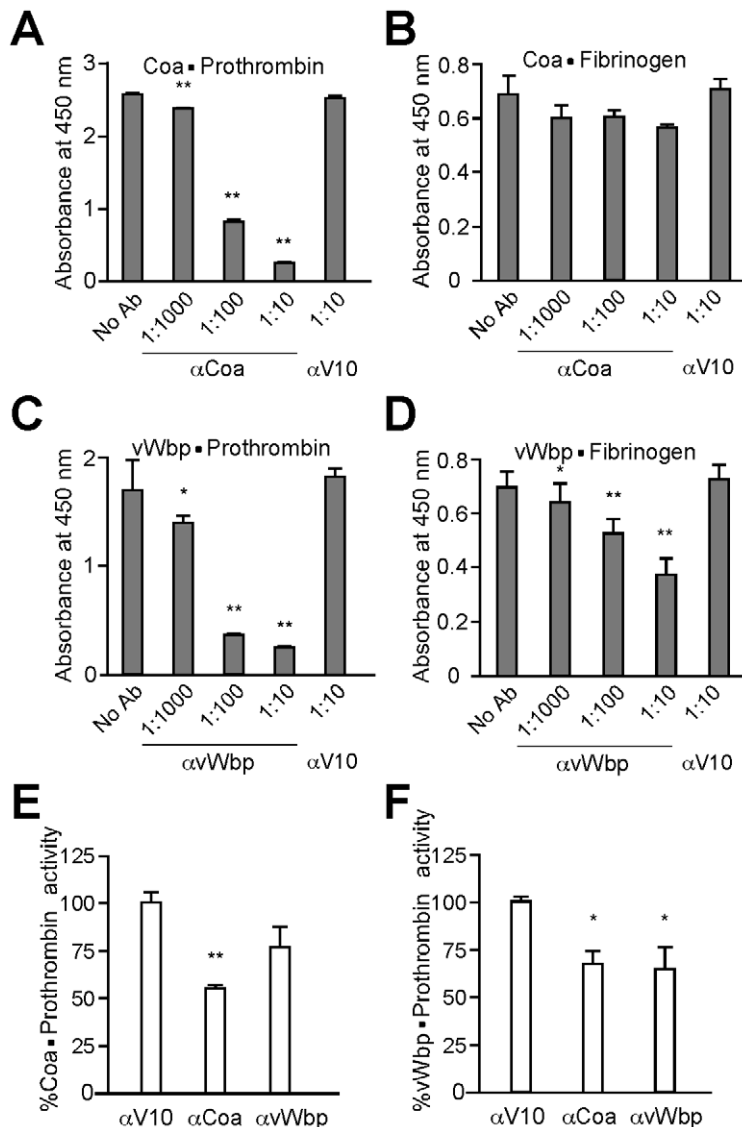 A
Coa ▪ Prothrombin
Absorbance at 450 nm
3
2
1
0
**
**
**
No Ab
1:1000
1:100
1:10
1:10
αCoa
αV10
B
Coa ▪ Fibrinogen
Absorbance at 450 nm
0.8
0.6
0.4
0.2
0
No Ab
1:1000
1:100
1:10
1:10
αCoa
αV10
C
vWbp ▪ Prothrombin
Absorbance at 450 nm
2
1
0
*
**
**
No Ab
1:1000
1:100
1:10
1:10
αvWbp
αV10
D
vWbp ▪ Fibrinogen
Absorbance at 450 nm
0.8
0.6
0.4
0.2
0
*
**
**
No Ab
1:1000
1:100
1:10
1:10
αvWbp
αV10
E
%Coa ▪ Prothrombin activity
125
100
75
50
25
0
**
αV10 αCoa αvWbp
F
%vWbp ▪ Prothrombin activity
125
100
75
50
25
0
*
*
αV10 αCoa αvWbp